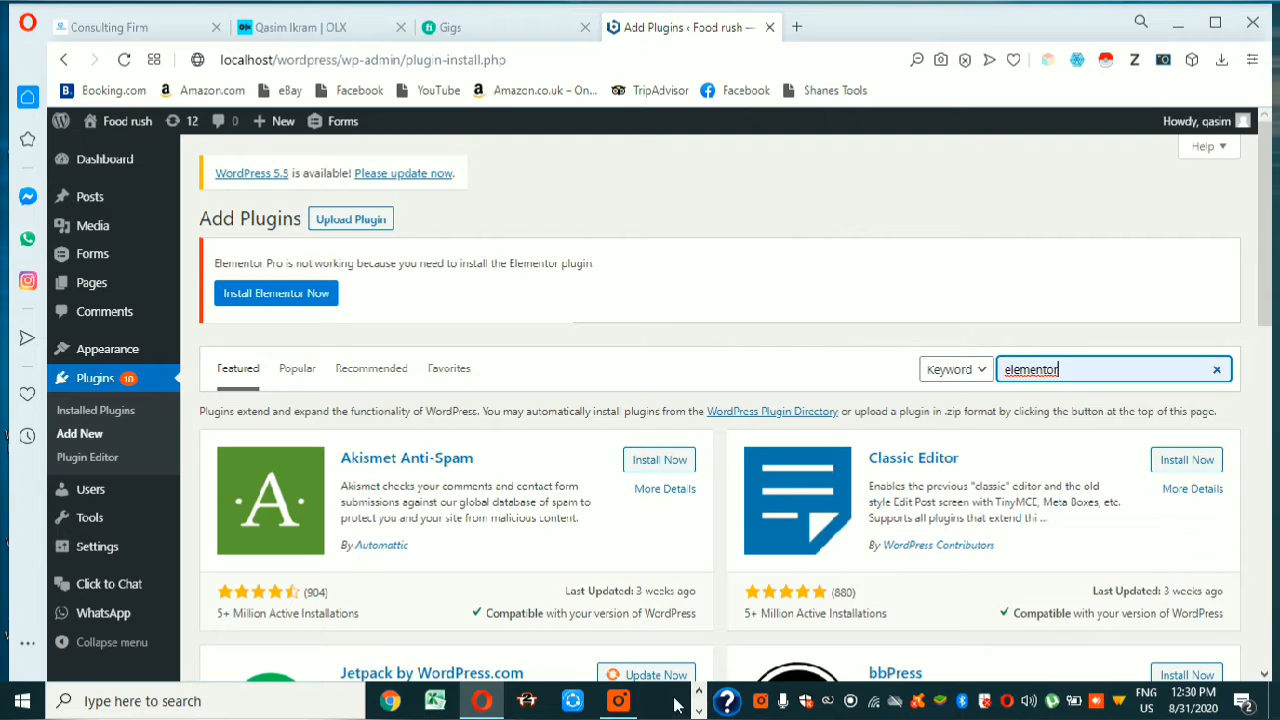 Consulting Firm
Qasim Ikram | OLX
Gigs
Add Plugins ‹ Food rush —
localhost/wordpress/wp-admin/plugin-install.php
B. Booking.com
Amazon.com
eBay
Facebook
YouTube
Amazon.co.uk – On...
TripAdvisor
Facebook
Shanes Tools
Food rush
12
0
New
Forms
Howdy, qasim
Dashboard
Posts
Media
Forms
Pages
Comments
Appearance
Plugins 10
Installed Plugins
Add New
Plugin Editor
Users
Tools
Settings
Click to Chat
WhatsApp
Collapse menu
Help
WordPress 5.5 is available! Please update now.
Add Plugins
Upload Plugin
Elementor Pro is not working because you need to install the Elementor plugin.
Install Elementor Now
Featured
Popular
Recommended
Favorites
Keyword
elementor
Plugins extend and expand the functionality of WordPress. You may automatically install plugins from the WordPress Plugin Directory or upload a plugin in .zip format by clicking the button at the top of this page.
Akismet Anti-Spam
Install Now
More Details
Akismet checks your comments and contact form
submissions against our global database of spam to
protect you and your site from malicious content.
By Automattic
(904)
Last Updated: 3 weeks ago
5+ Million Active Installations
Compatible with your version of WordPress
Classic Editor
Install Now
More Details
Enables the previous "classic" editor and the old
style Edit Post screen with TinyMCE, Meta Boxes, etc.
Supports all plugins that extend thi ...
By WordPress Contributors
(880)
Last Updated: 3 weeks ago
5+ Million Active Installations
Compatible with your version of WordPress
Jetpack by WordPress.com
Update Now
bbPress
Install Now
Type here to search
ENG
US
12:30 PM
8/31/2020
2